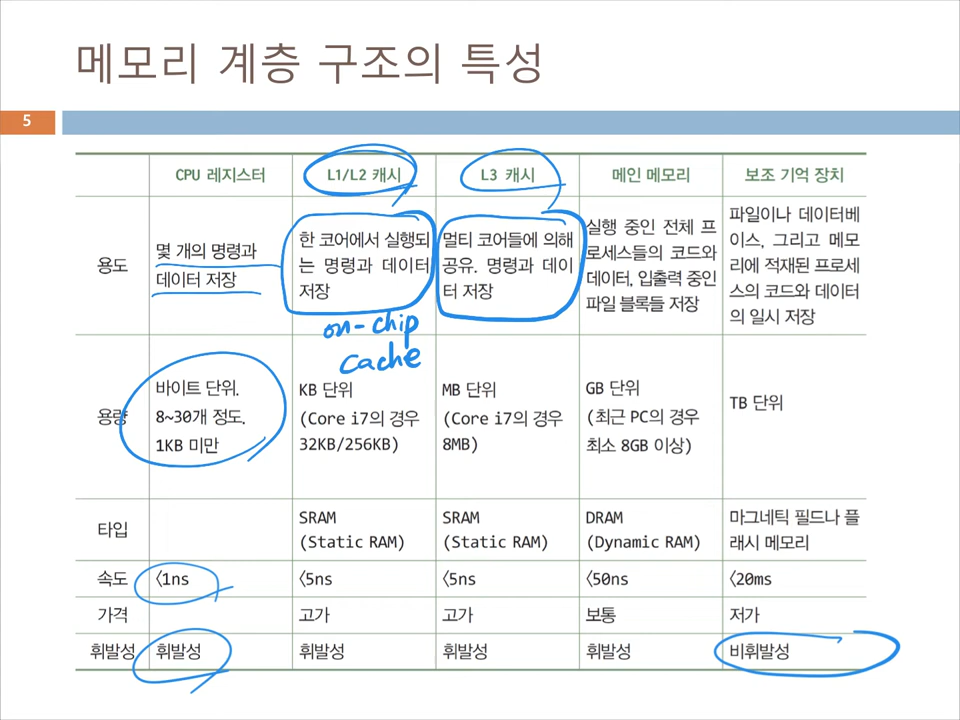 메모리 계층 구조의 특성
5
CPU 레지스터
L1/L2 캐시
L3 캐시
메인 메모리
보조 기억 장치
용도
몇 개의 명령과
데이터 저장
한 코어에서 실행되
는 명령과 데이터
저장
멀티 코어들에 의해
공유. 명령과 데이
터 저장
실행 중인 전체 프
로세스들의 코드와
데이터, 입출력 중인
파일 블록들 저장
파일이나 데이터베
이스, 그리고 메모
리에 적재된 프로세
스의 코드와 데이터
의 일시 저장
on-chip
Cache
용량
바이트 단위.
8~30개 정도.
1KB 미만
KB 단위
(Core i7의 경우
32KB/256KB)
MB 단위
(Core i7의 경우
8MB)
GB 단위
(최근 PC의 경우
최소 8GB 이상)
TB 단위
타입
SRAM
(Static RAM)
SRAM
(Static RAM)
DRAM
(Dynamic RAM)
마그네틱 필드나 플
래시 메모리
속도
<1ns
<5ns
<5ns
<50ns
<20ms
가격
고가
고가
보통
저가
휘발성
휘발성
휘발성
휘발성
휘발성
비휘발성